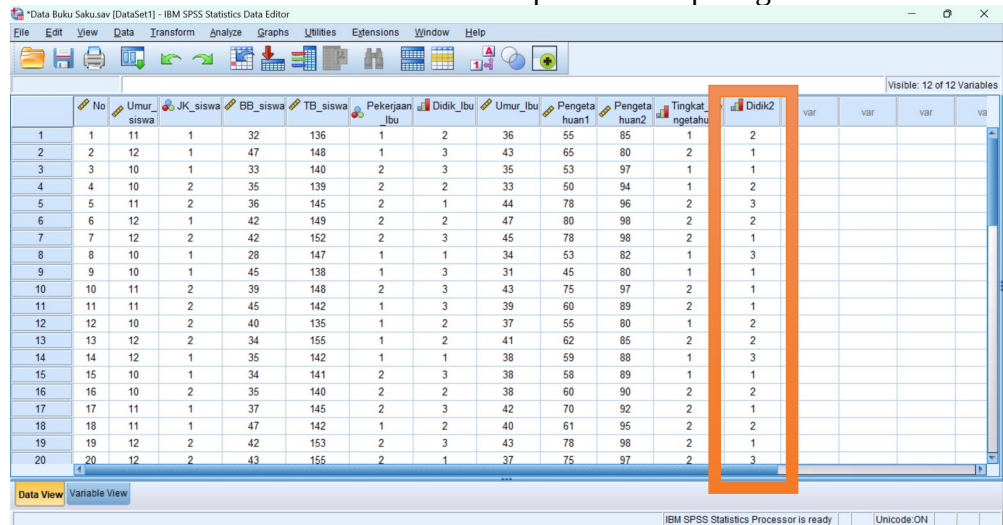 *Data Buku Saku.sav [DataSet1] - IBM SPSS Statistics Data Editor
File Edit View Data Transform Analyze Graphs Utilities Extensions Window Help
Visible: 12 of 12 Variables
No Umur_siswa JK_siswa BB_siswa TB_siswa Pekerjaan_Ibu Didik_Ibu Umur_Ibu Pengetahuan1 Pengetahuan2 Didik2 var var var va
1 1 11 1 32 136 1 2 36 55 85 1 2
2 2 12 1 47 148 1 3 43 65 80 2 1
3 3 10 1 33 140 2 3 35 53 97 1 1
4 4 10 2 35 139 2 2 33 50 94 1 2
5 5 11 2 36 145 2 1 44 78 96 2 3
6 6 12 1 42 149 2 2 47 80 98 2 2
7 7 12 2 42 152 2 3 45 78 98 2 1
8 8 10 1 28 147 1 1 34 53 82 1 3
9 9 10 1 45 138 1 3 31 45 80 1 1
10 10 11 2 39 148 2 3 43 75 97 2 1
11 11 11 2 45 142 1 3 39 60 89 2 1
12 12 10 2 40 135 1 2 37 55 80 1 2
13 13 12 2 34 155 1 2 41 62 85 2 2
14 14 12 1 35 142 1 1 38 59 88 1 3
15 15 10 1 34 141 2 3 38 58 89 1 1
16 16 10 2 35 140 2 2 38 60 90 2 2
17 17 11 1 37 145 2 3 42 70 92 2 1
18 18 11 1 47 142 1 2 40 61 95 2 2
19 19 12 2 42 153 2 3 43 78 98 2 1
20 20 12 2 43 155 2 1 37 75 97 2 3
Data View Variable View
IBM SPSS Statistics Processor is ready Unicode:ON